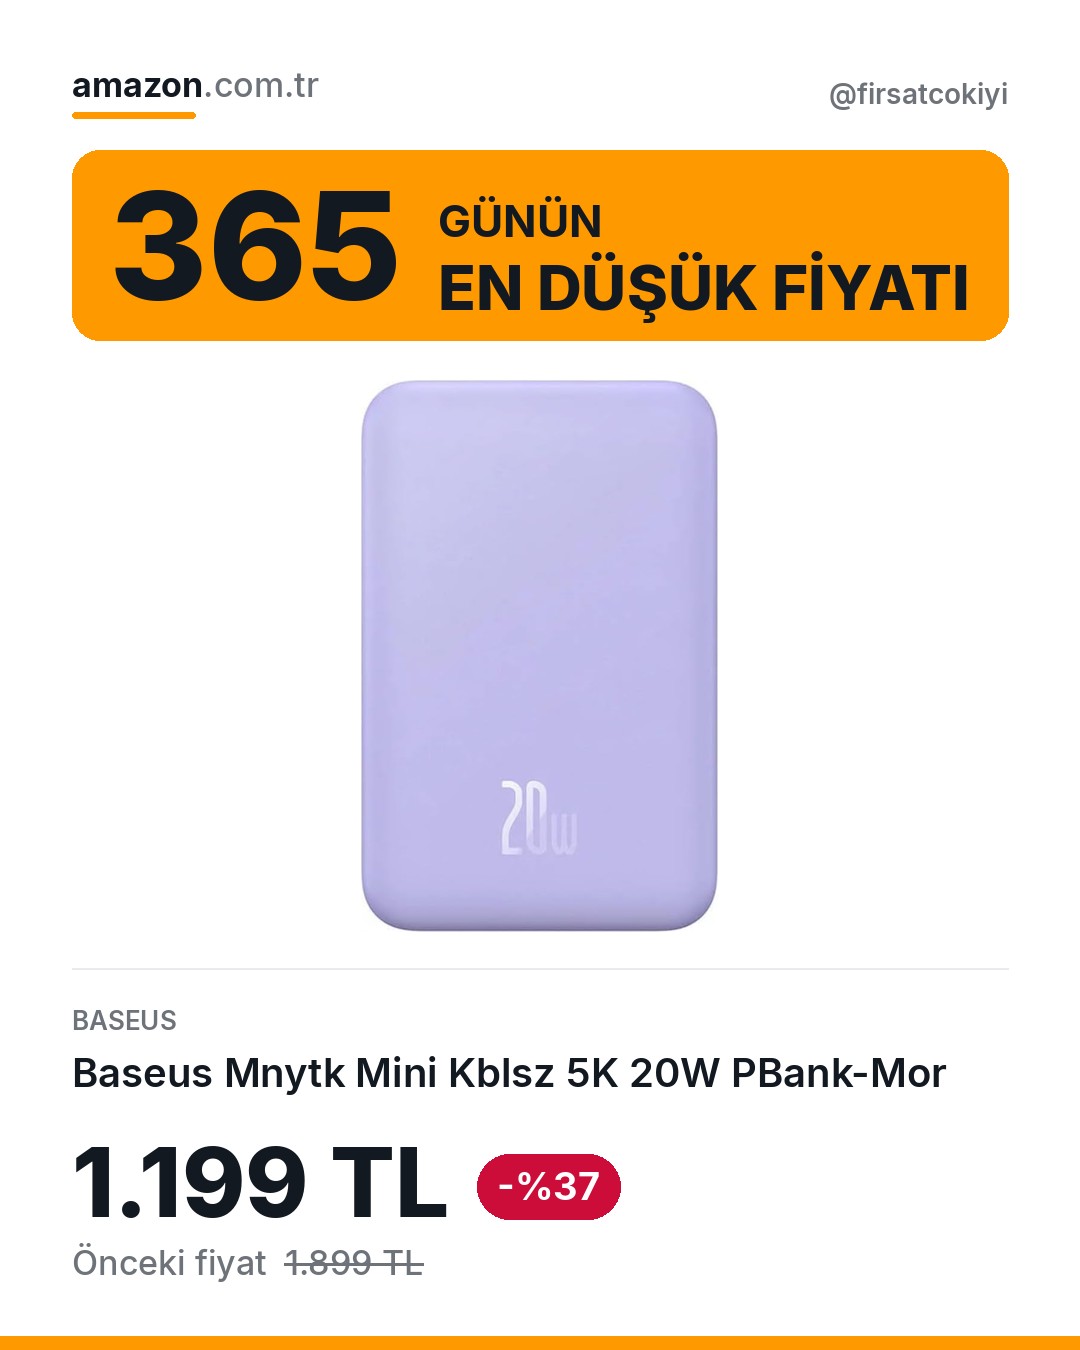 amazon.com.tr
@firsatcokiyi
365
GÜNÜN
EN DÜŞÜK FİYATI
20W
BASEUS
Baseus Mnytk Mini Kblsz 5K 20W PBank-Mor
1.199 TL
-%37
Önceki fiyat 1.899 TL